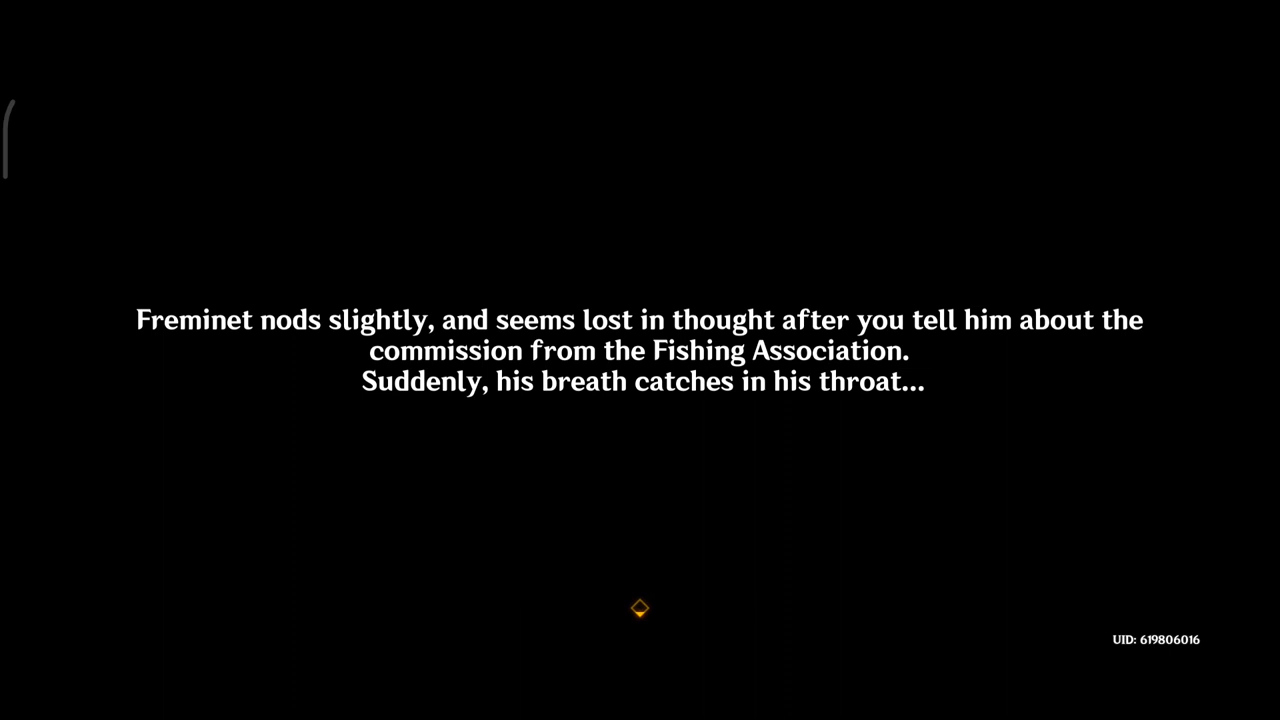 Freminet nods slightly, and seems lost in thought after you tell him about the
commission from the Fishing Association.
Suddenly, his breath catches in his throat...
UID: 619806016